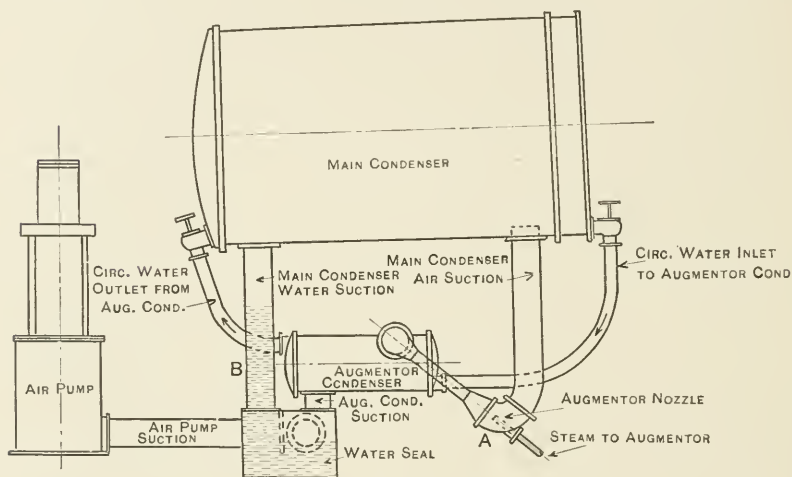 MAIN CONDENSER
CIRC. WATER
OUTLET FROM
AUG. COND.
MAIN CONDENSER
WATER SUCTION
MAIN CONDENSER
AIR SUCTION
CIRC. WATER INLET
TO AUGMENTOR COND
B
AUGMENTOR
CONDENSER
AIR PUMP
AUG. COND.
SUCTION
AUGMENTOR NOZZLE
AIR PUMP
SUCTION
A
STEAM TO AUGMENTOR
WATER SEAL